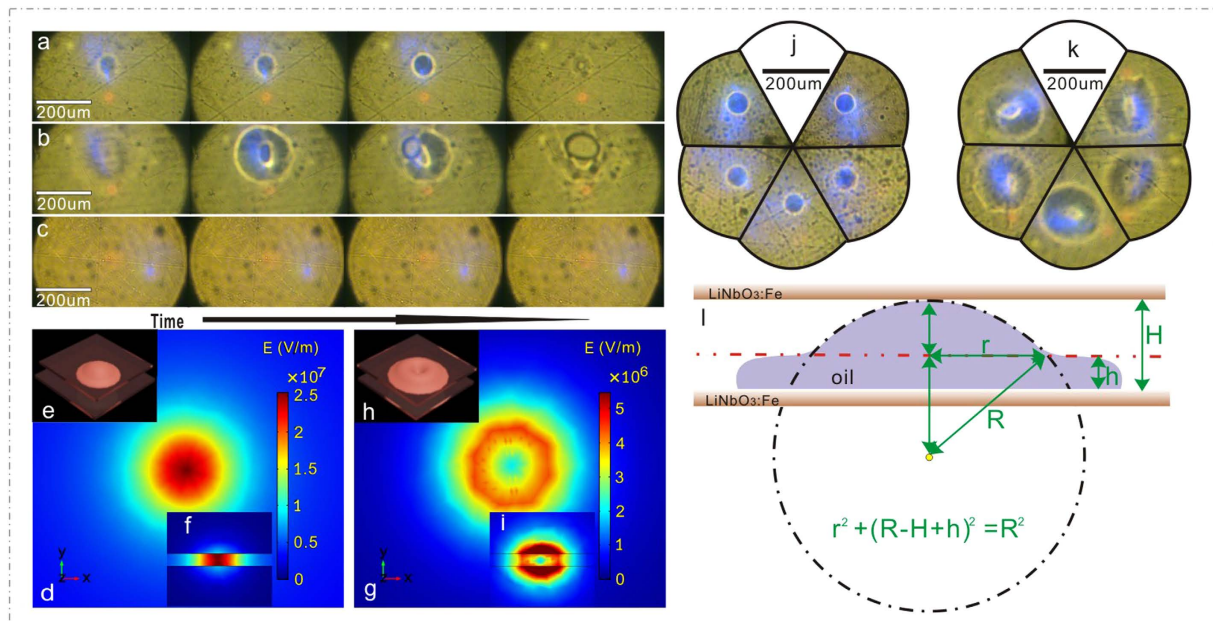 a
200um
b
200um
c
200um
Time
j
200um
k
200um
e
E (V/m)
×10⁷
2.5
2
1.5
1
0.5
0
f
y
z x
d
h
E (V/m)
×10⁶
5
4
3
2
1
0
i
y
z x
g
LiNbO₃:Fe
l
H
r
h
oil
LiNbO₃:Fe
R
r²+(R-H+h)²=R²